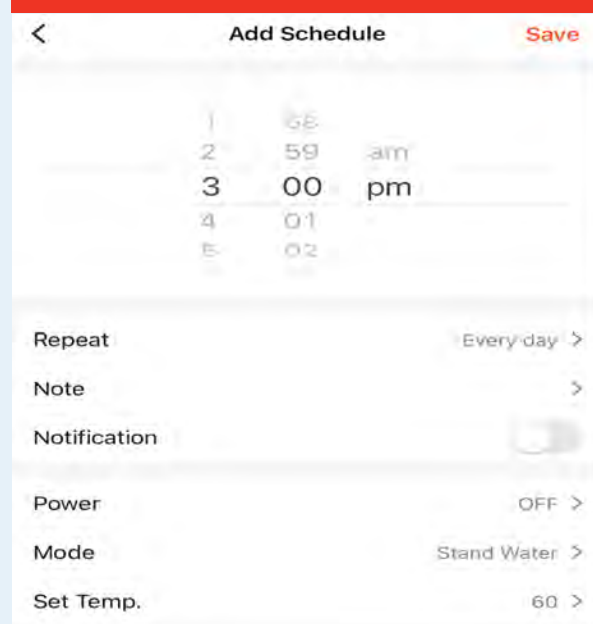 Add Schedule Save
1
2 59 am
3 00 pm
4 01
5 02
Repeat Every day >
Note >
Notification
Power OFF >
Mode Stand Water >
Set Temp. 60 >